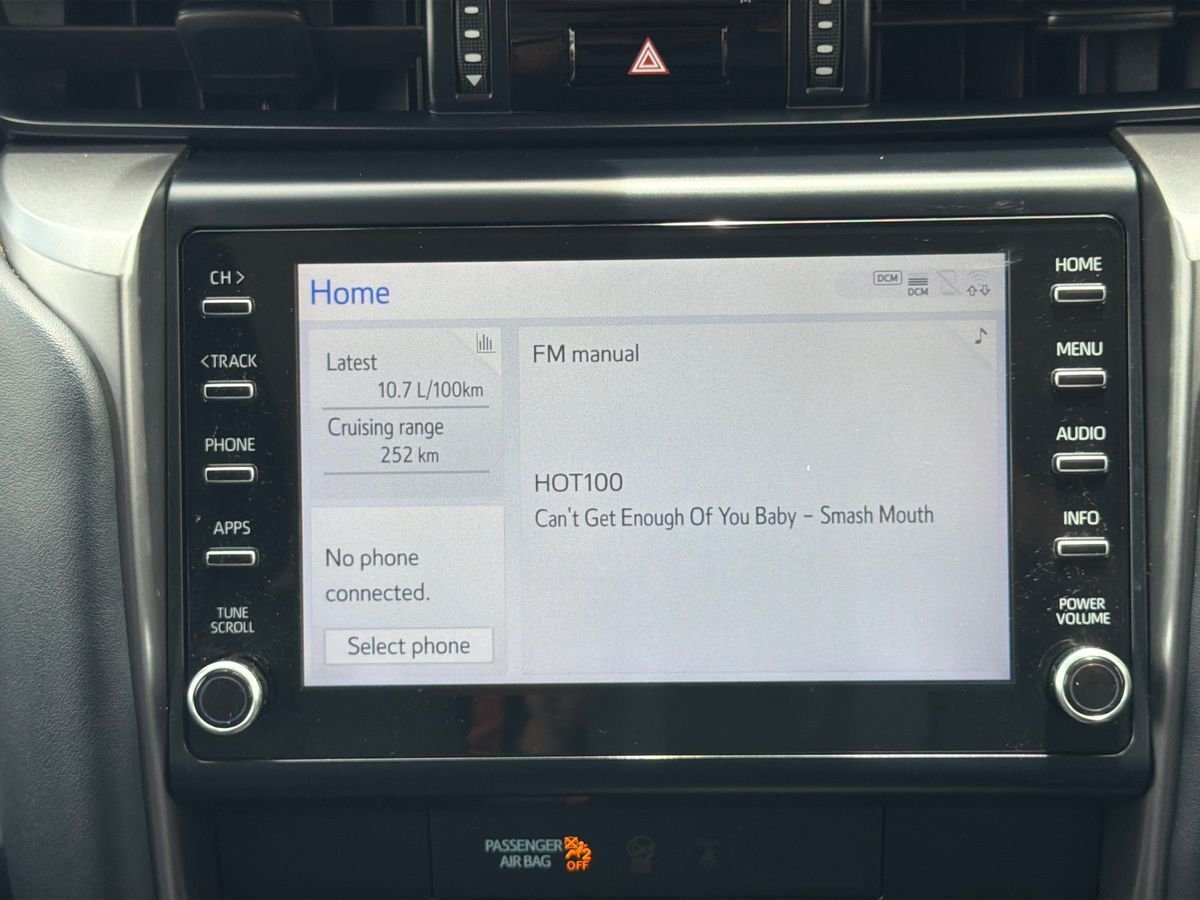 CH >
<TRACK
PHONE
APPS
TUNE
SCROLL
Home
DCM
DCM
Latest
10.7 L/100km
Cruising range
252 km
No phone
connected.
Select phone
FM manual
HOT100
Can't Get Enough Of You Baby – Smash Mouth
HOME
MENU
AUDIO
INFO
POWER
VOLUME
PASSENGER
AIR BAG
2
OFF